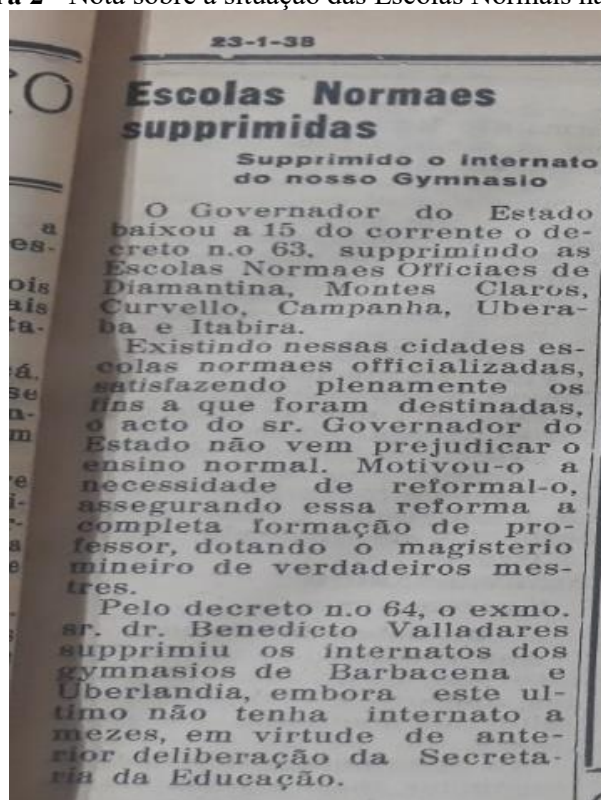 Nota sobre a situação das Escolas Normais
23-1-38
Escolas Normaes
supprimidas
Supprimido o internato
do nosso Gymnasio
O Governador do Estado
baixou a 15 do corrente o de-
creto n.o 63, supprimindo as
Escolas Normaes Officiaes de
Diamantina, Montes Claros,
Curvello, Campanha, Ubera-
ba e Itabira.
Existindo nessas cidades es-
colas normaes officializadas,
satisfazendo plenamente os
fins a que foram destinadas,
o acto do sr. Governador do
Estado não vem prejudicar o
ensino normal. Motivou-o a
necessidade de reformal-o,
assegurando essa reforma a
completa formação de pro-
fessor, dotando o magisterio
mineiro de verdadeiros mes-
tres.
Pelo decreto n.o 64, o exmo.
sr. dr. Benedicto Valladares
supprimiu os internatos dos
gymnasios de Barbacena e
Uberlandia, embora este ul-
timo não tenha internato a
mezes, em virtude de ante-
rior deliberação da Secreta-
ria da Educação.